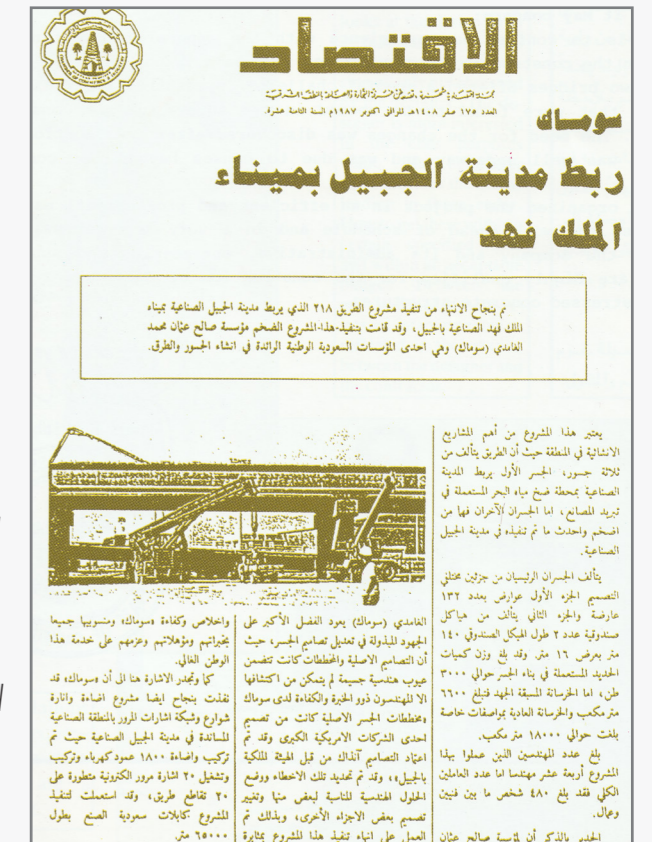 الاقتصاد
العدد ١٧٥ صفر ١٤٠٨هـ الموافق اكتوبر ١٩٨٧م السنة الثامنة عشرة.
سوماك
ربط مدينة الجبيل بميناء
الملك فهد
تم بنجاح الانتهاء من تنفيذ مشروع الطريق ٢١٨ الذي يربط مدينة الجبيل الصناعية بميناء
الملك فهد الصناعية بالجبيل، وقد قامت بتنفيذ-هذا-المشروع الضخم مؤسسة صالح عثمان محمد
الغامدي (سوماك) وهي احدى المؤسسات السعودية الوطنية الرائدة في انشاء الجسور والطرق.
يعتبر هذا المشروع من أهم المشاريع
الانشائية في المنطقة حيث أن الطريق يتألف من
ثلاثة جسور، الجسر الأول يربط المدينة
الصناعية بمحطة ضخ مياه البحر المستعملة في
تبريد المصانع، اما الجسران الآخران فهما من
اضخم واحدث ما تم تنفيذه في مدينة الجبيل
الصناعية.
يتألف الجسران الرئيسيان من جزئين مختلفي
التصميم الجزء الأول عوارض بعدد ١٣٢
عارضة والجزء الثاني يتألف من هياكل
صندوقية عدد ٢ طول الهيكل الصندوقي ١٤٠
متر بعرض ١٦ متر. وقد بلغ وزن كميات
الحديد المستعملة في بناء الجسر حوالي ٣٠٠٠
طن، اما الخرسانة المسبقة الجهد فتبلغ ٦٦٠٠
متر مكعب والخرسانة العادية بمواصفات خاصة
بلغت حوالي ١٨٠٠٠ متر مكعب.
بلغ عدد المهندسين الذين عملوا بهذا
المشروع أربعة عشر مهندسا اما عدد العاملين
الكلي فقد بلغ ٤٨٠ شخص ما بين فنيين
وعمال.
الجدير بالذكر أن لمؤسسة صالح عثمان
الغامدي (سوماك) يعود الفضل الأكبر على
الجهود المبذولة في تعديل تصاميم الجسر، حيث
أن التصاميم الاصلية والمخططات كانت تتضمن
عيوب هندسية جسيمة لم يتمكن من اكتشافها
الا المهندسون ذوو الخبرة والكفاءة لدى سوماك
«مخططات الجسر الاصلية كانت من تصميم
احدى الشركات الامريكية الكبرى وقد تم
اعتماد التصاميم آنذاك من قبل الهيئة الملكية
بالجبيل»، وقد تم تحديد تلك الاخطاء ووضع
الحلول الهندسية المناسبة لبعض منها وتغيير
تصميم بعض الاجزاء الأخرى، وبذلك تم
العمل على انهاء تنفيذ هذا المشروع بمثابرة
واخلاص وكفاءة «سوماك» ومنسوبيها جميعا
بخبراتهم ومؤهلاتهم وعزمهم على خدمة هذا
الوطن الغالي.
كما وتجدر الاشارة هنا الى أن «سوماك» قد
نفذت بنجاح ايضا مشروع اضاءة وانارة
شوارع وشبكة اشارات المرور بالمنطقة الصناعية
المساندة في مدينة الجبيل الصناعية حيث تم
تركيب واضاءة ١٨٠٠ عمود كهرباء وتركيب
وتشغيل ٢٠ اشارة مرور الكترونية متطورة على
٢٠ تقاطع طريق، وقد استعملت لتنفيذ
المشروع كابلات سعودية الصنع بطول
٦٥٠٠٠ متر.